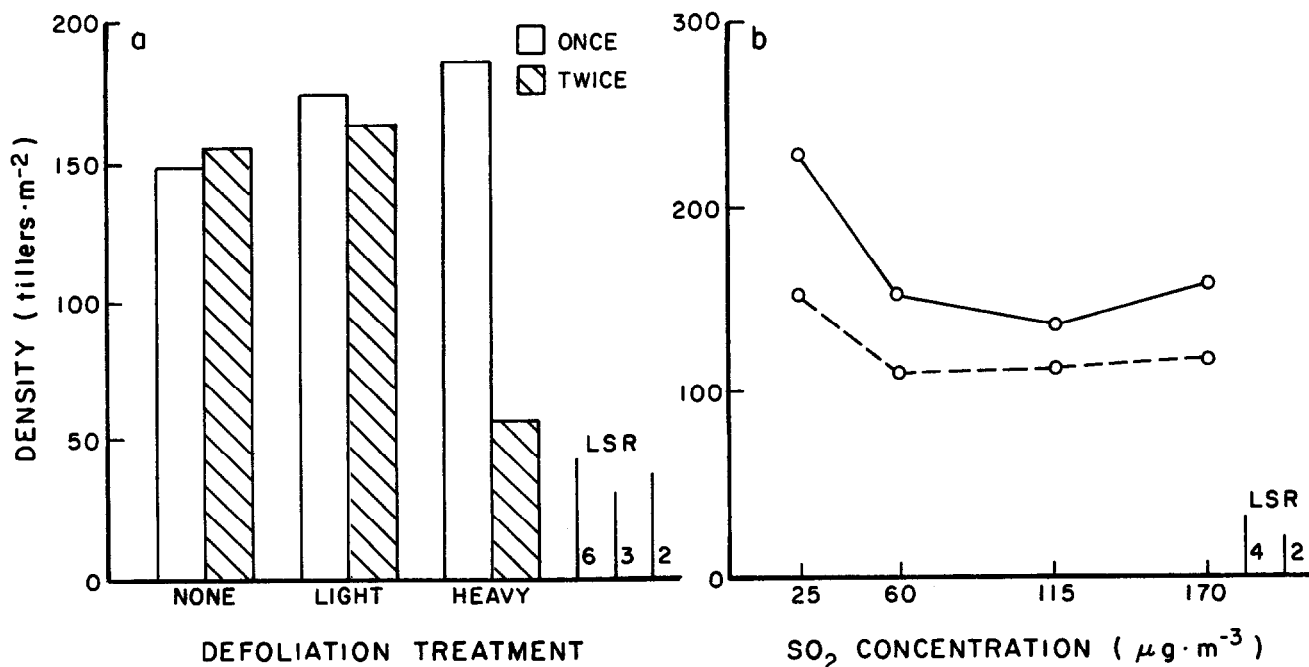 a
ONCE
TWICE
200
150
100
50
0
DENSITY (tillers·m⁻²)
LSR
6 3 2
NONE LIGHT HEAVY
DEFOLIATION TREATMENT
b
300
200
100
0
LSR
4 2
25 60 115 170
SO₂ CONCENTRATION (μg·m⁻³)